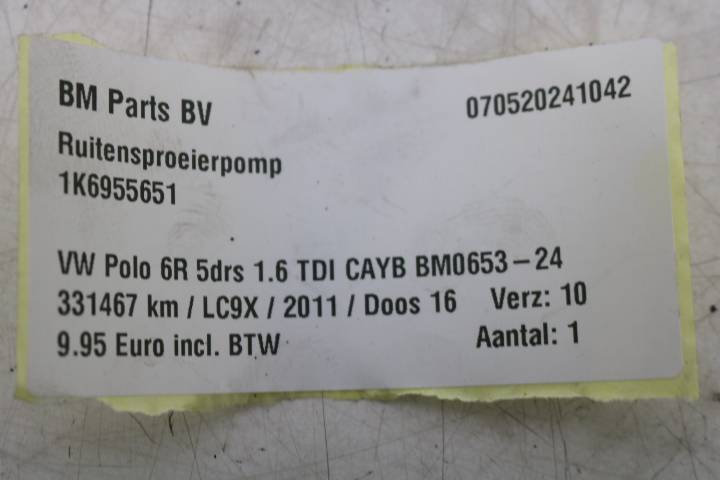 BM Parts BV 070520241042
Ruitensproeierpomp
1K6955651
VW Polo 6R 5drs 1.6 TDI CAYB BM0653-24
331467 km / LC9X / 2011 / Doos 16 Verz: 10
9.95 Euro incl. BTW Aantal: 1